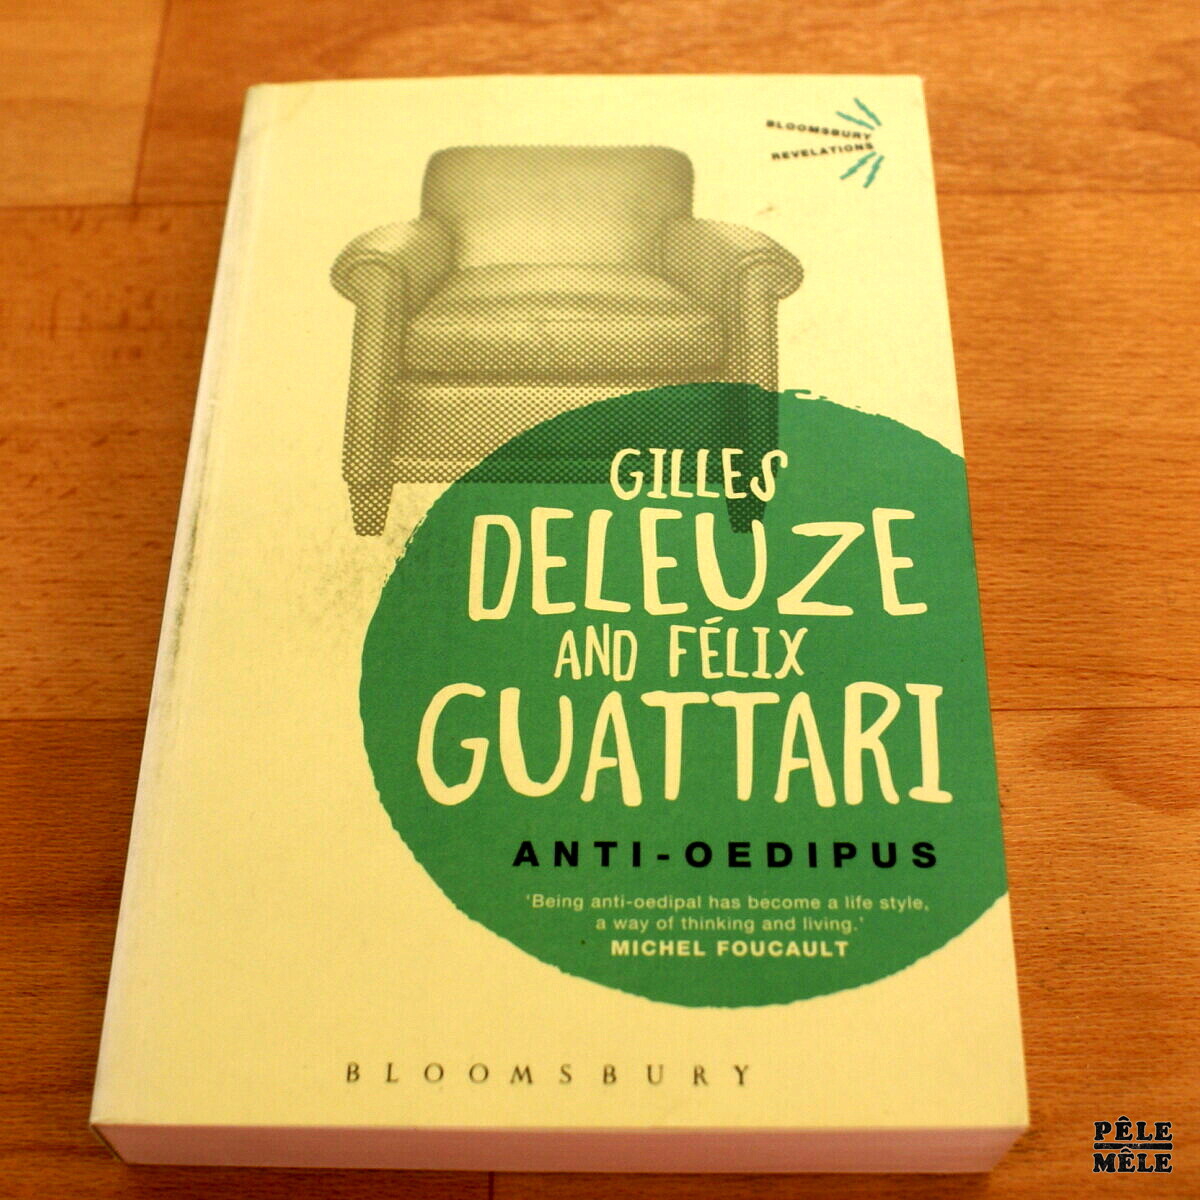 BLOOMSBURY
REVELATIONS
GILLES
DELEUZE
AND FÉLIX
GUATTARI
ANTI-OEDIPUS
'Being anti-oedipal has become a life style,
a way of thinking and living.'
MICHEL FOUCAULT
BLOOMSBURY
PÊLE
MÊLE